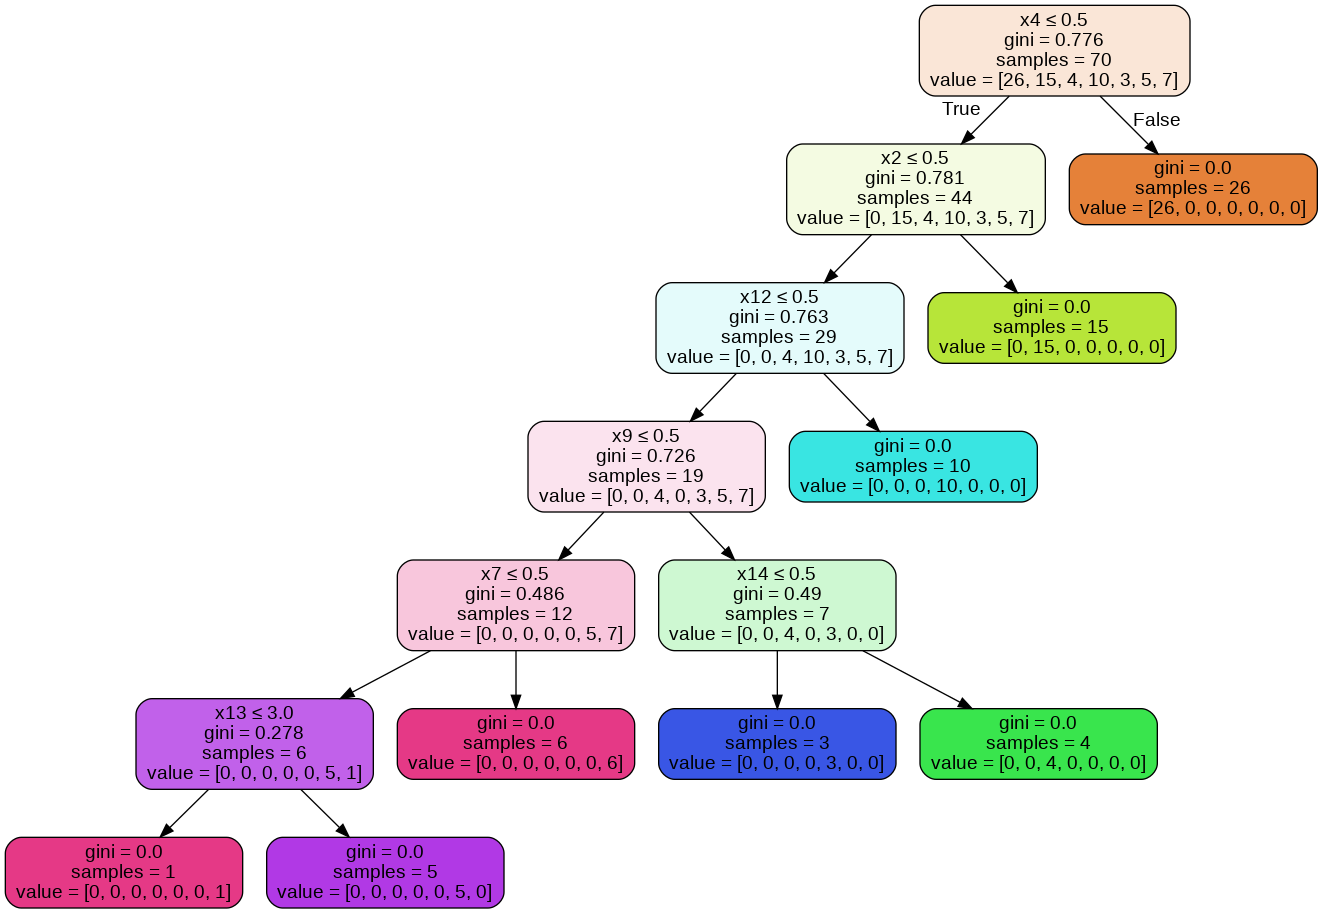 x4 ≤ 0.5
gini = 0.776
samples = 70
value = [26, 15, 4, 10, 3, 5, 7]
True
False
x2 ≤ 0.5
gini = 0.781
samples = 44
value = [0, 15, 4, 10, 3, 5, 7]
gini = 0.0
samples = 26
value = [26, 0, 0, 0, 0, 0, 0]
x12 ≤ 0.5
gini = 0.763
samples = 29
value = [0, 0, 4, 10, 3, 5, 7]
gini = 0.0
samples = 15
value = [0, 15, 0, 0, 0, 0, 0]
x9 ≤ 0.5
gini = 0.726
samples = 19
value = [0, 0, 4, 0, 3, 5, 7]
gini = 0.0
samples = 10
value = [0, 0, 0, 10, 0, 0, 0]
x7 ≤ 0.5
gini = 0.486
samples = 12
value = [0, 0, 0, 0, 0, 5, 7]
x14 ≤ 0.5
gini = 0.49
samples = 7
value = [0, 0, 4, 0, 3, 0, 0]
x13 ≤ 3.0
gini = 0.278
samples = 6
value = [0, 0, 0, 0, 0, 5, 1]
gini = 0.0
samples = 6
value = [0, 0, 0, 0, 0, 0, 6]
gini = 0.0
samples = 3
value = [0, 0, 0, 0, 3, 0, 0]
gini = 0.0
samples = 4
value = [0, 0, 4, 0, 0, 0, 0]
gini = 0.0
samples = 1
value = [0, 0, 0, 0, 0, 0, 1]
gini = 0.0
samples = 5
value = [0, 0, 0, 0, 0, 5, 0]